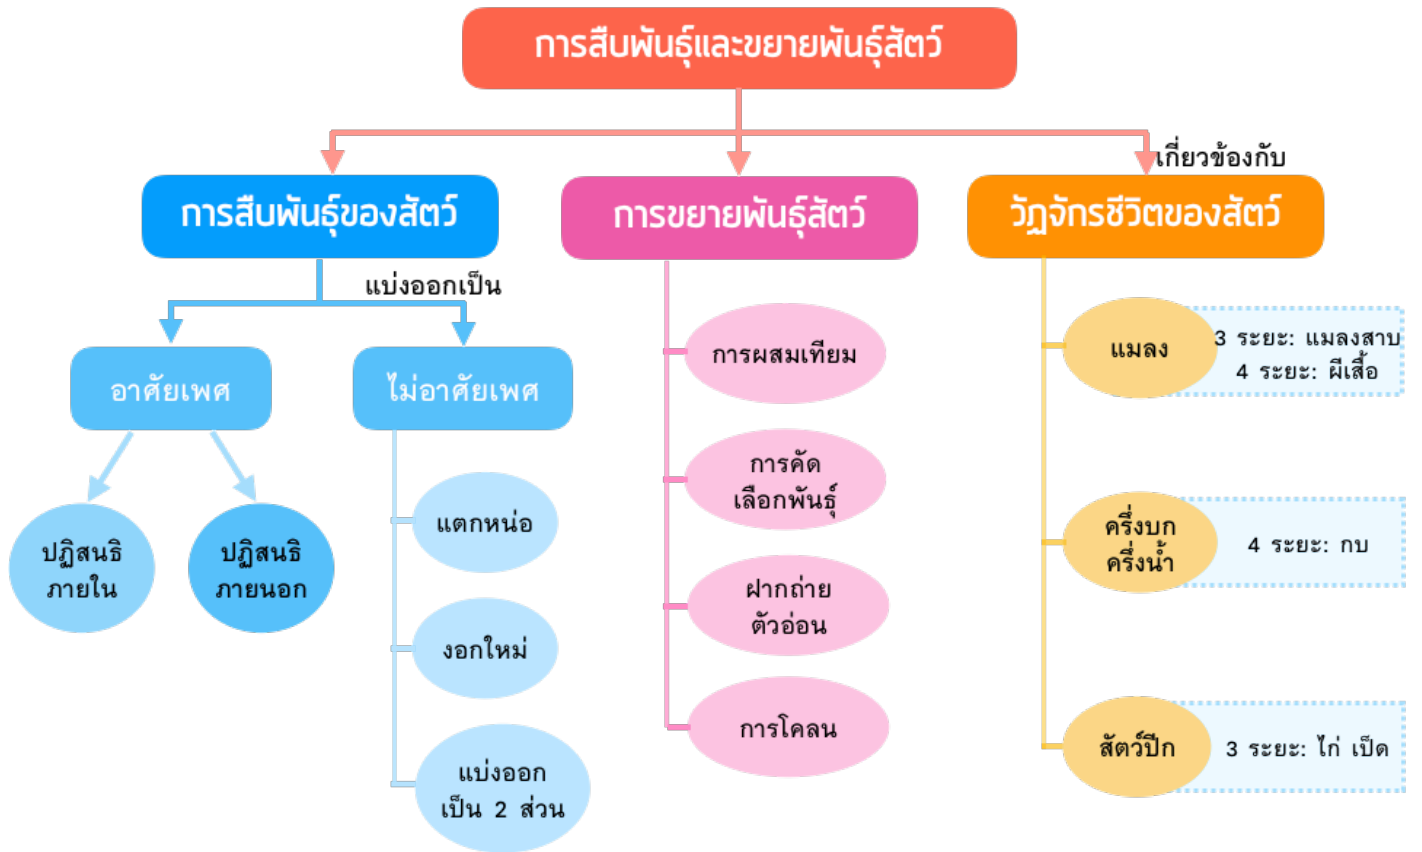 การสืบพันธุ์และขยายพันธุ์สัตว์
เกี่ยวข้องกับ
การสืบพันธุ์ของสัตว์
การขยายพันธุ์สัตว์
วัฏจักรชีวิตของสัตว์
แบ่งออกเป็น
อาศัยเพศ
ไม่อาศัยเพศ
ปฏิสนธิ
ภายใน
ปฏิสนธิ
ภายนอก
แตกหน่อ
งอกใหม่
แบ่งออก
เป็น 2 ส่วน
การผสมเทียม
การคัด
เลือกพันธุ์
ฝากถ่าย
ตัวอ่อน
การโคลน
แมลง
3 ระยะ: แมลงสาบ
4 ระยะ: ผีเสื้อ
ครึ่งบก
ครึ่งน้ำ
4 ระยะ: กบ
สัตว์ปีก
3 ระยะ: ไก่ เป็ด